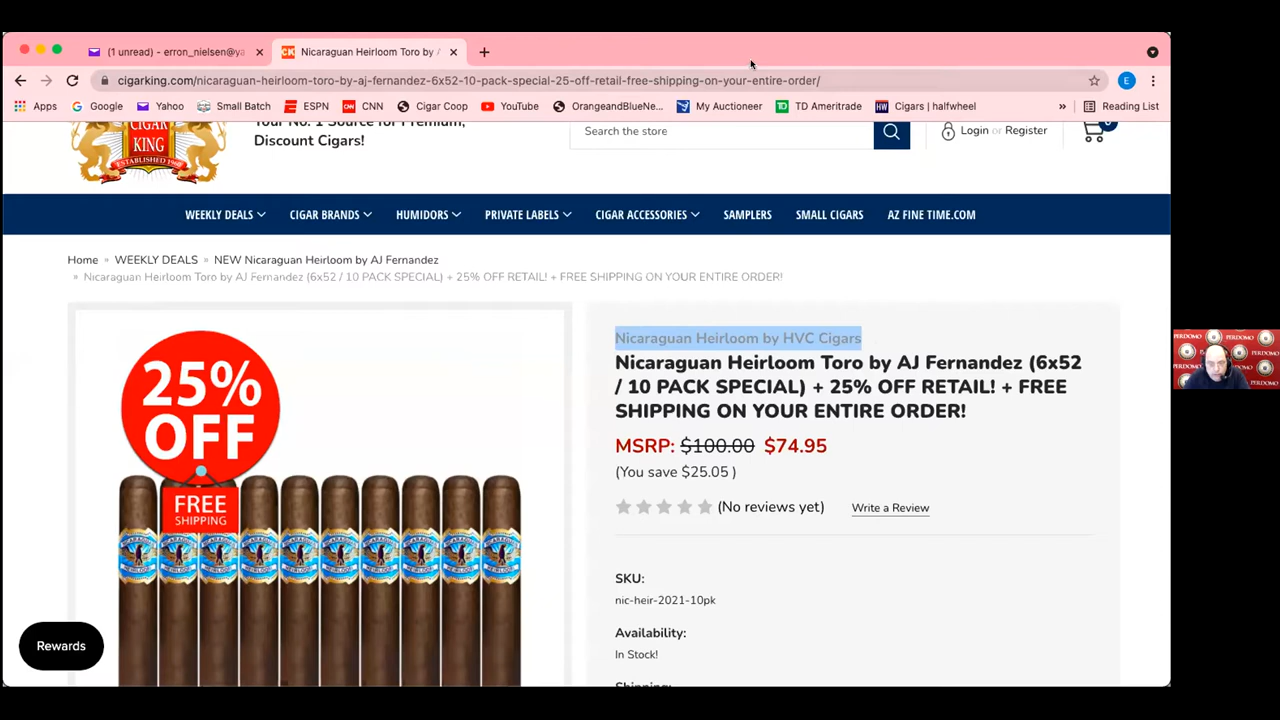 (1 unread) - erron_nielsen@ya
Nicaraguan Heirloom Toro by /
cigarking.com/nicaraguan-heirloom-toro-by-aj-fernandez-6x52-10-pack-special-25-off-retail-free-shipping-on-your-entire-order/
E
Apps Google Yahoo Small Batch ESPN CNN Cigar Coop YouTube OrangeandBlueNe... My Auctioneer TD Ameritrade Cigars | halfwheel » Reading List
CIGAR
KING
ESTABLISHED
Your No. 1 Source for Premium,
Discount Cigars!
Search the store
Login or Register
WEEKLY DEALS CIGAR BRANDS HUMIDORS PRIVATE LABELS CIGAR ACCESSORIES SAMPLERS SMALL CIGARS AZ FINE TIME.COM
Home » WEEKLY DEALS » NEW Nicaraguan Heirloom by AJ Fernandez
» Nicaraguan Heirloom Toro by AJ Fernandez (6x52 / 10 PACK SPECIAL) + 25% OFF RETAIL! + FREE SHIPPING ON YOUR ENTIRE ORDER!
25%
OFF
FREE
SHIPPING
Nicaraguan Heirloom by HVC Cigars
Nicaraguan Heirloom Toro by AJ Fernandez (6x52
/ 10 PACK SPECIAL) + 25% OFF RETAIL! + FREE
SHIPPING ON YOUR ENTIRE ORDER!
MSRP: $100.00 $74.95
(You save $25.05 )
(No reviews yet) Write a Review
SKU:
nic-heir-2021-10pk
Availability:
In Stock!
Shipping:
Rewards
PERDOMO